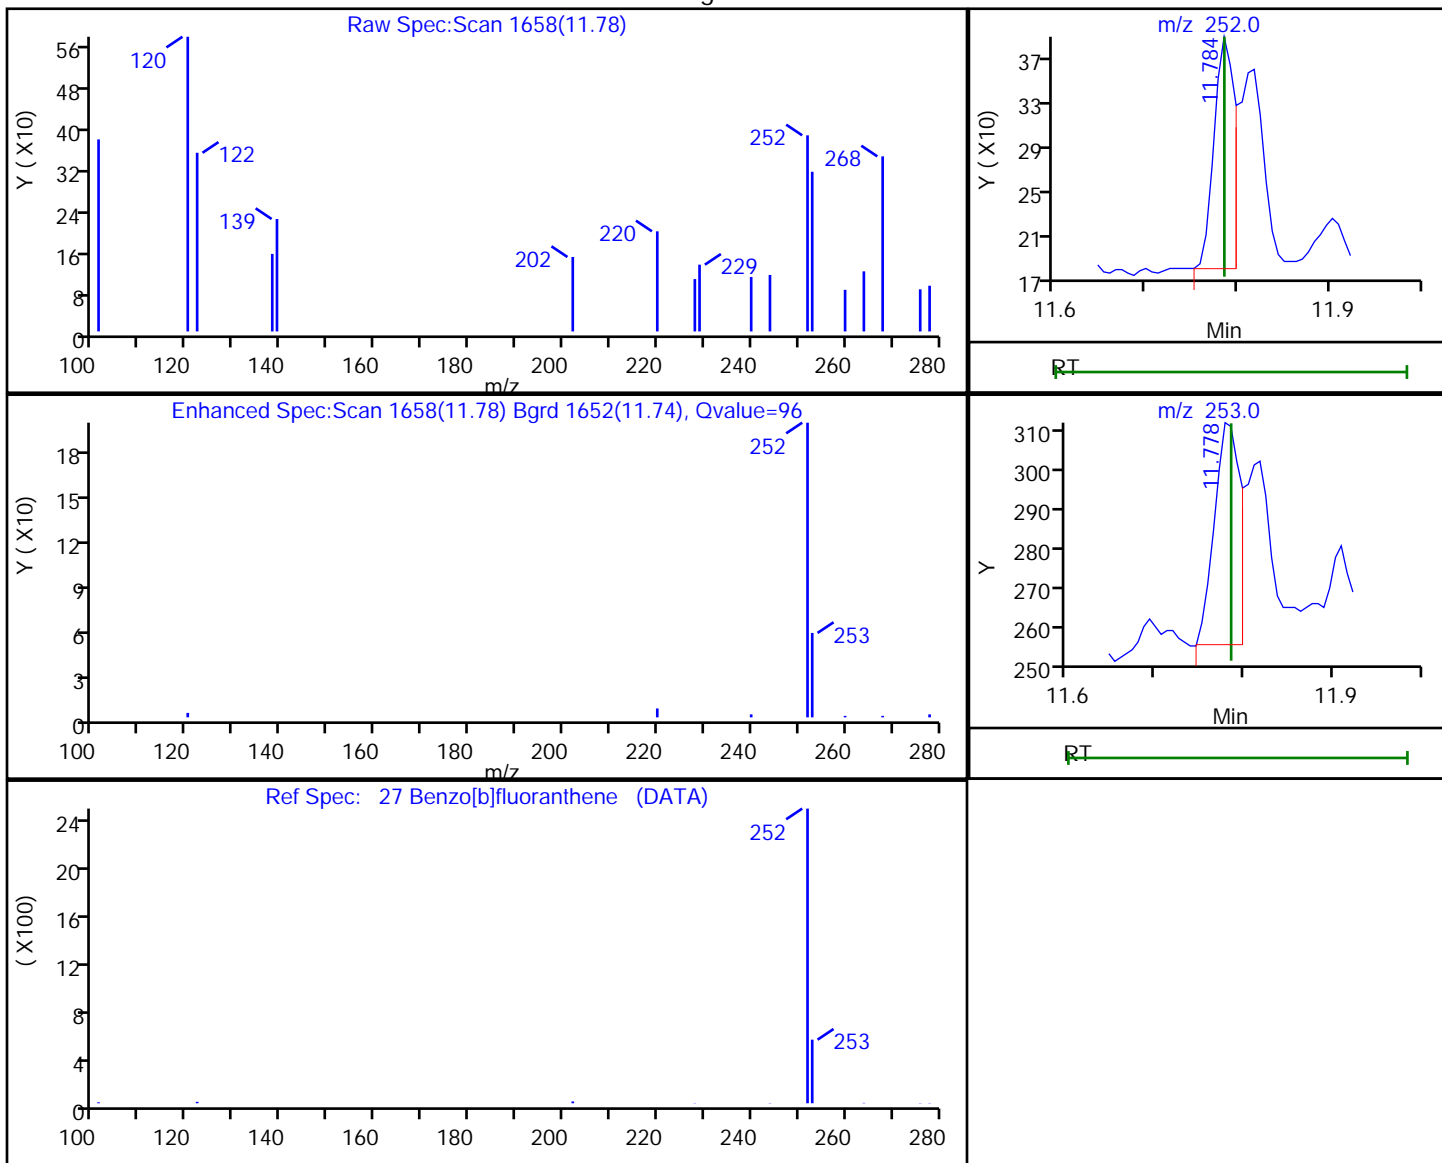 Raw Spec:Scan 1658(11.78)
Y ( X10)
56
48
40
32
24
16
8
0
120
122
139
202
220
229
252
268
100 120 140 160 180 200 220 240 260 280
m/z
m/z 252.0
Y ( X10)
37
33
29
25
21
17
11.784
11.6 11.9
Min
RT
Enhanced Spec:Scan 1658(11.78) Bgrd 1652(11.74), Qvalue=96
Y ( X10)
18
15
12
9
6
3
0
252
253
100 120 140 160 180 200 220 240 260 280
m/z
m/z 253.0
Y
310
300
290
280
270
260
250
11.778
11.6 11.9
Min
RT
Ref Spec: 27 Benzo[b]fluoranthene (DATA)
( X100)
24
20
16
12
8
4
0
252
253
100 120 140 160 180 200 220 240 260 280